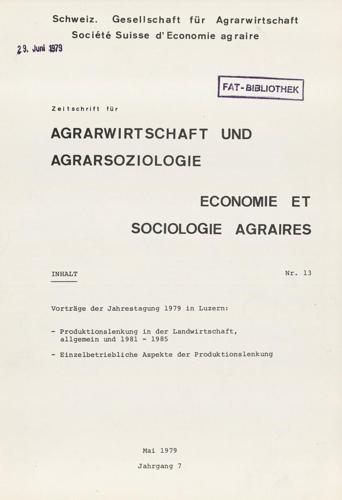 Schweiz. Gesellschaft für Agrarwirtschaft
Société Suisse d'Economie agraire
29. Juni 1979
FAT-BIBLIOTHEK
Zeitschrift für
AGRARWIRTSCHAFT UND
AGRARSOZIOLOGIE
ECONOMIE ET
SOCIOLOGIE AGRAIRES
INHALT
Nr. 13
Vorträge der Jahrestagung 1979 in Luzern:
- Produktionslenkung in der Landwirtschaft,
allgemein und 1981 - 1985
- Einzelbetriebliche Aspekte der Produktionslenkung
Mai 1979
Jahrgang 7